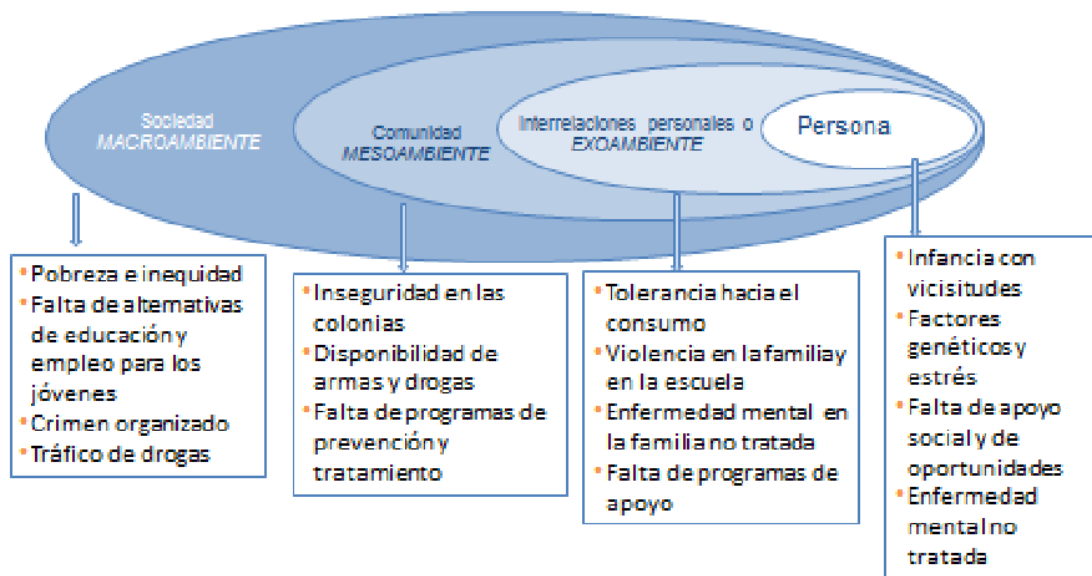 Sociedad
MACROAMBIENTE
Comunidad
MESOAMBIENTE
Interrelaciones personales o
EXOAMBIENTE
Persona
• Pobreza e inequidad
• Falta de alternativas
de educación y
empleo para los
jóvenes
• Crimen organizado
• Tráfico de drogas
• Inseguridad en las
colonias
• Disponibilidad de
armas y drogas
• Falta de programas de
prevención y
tratamiento
• Tolerancia hacia el
consumo
• Violencia en la familia y
en la escuela
• Enfermedad mental en
la familia no tratada
• Falta de programas de
apoyo
• Infancia con
vicisitudes
• Factores
genéticos y
estrés
• Falta de apoyo
social y de
oportunidades
• Enfermedad
mental no
tratada